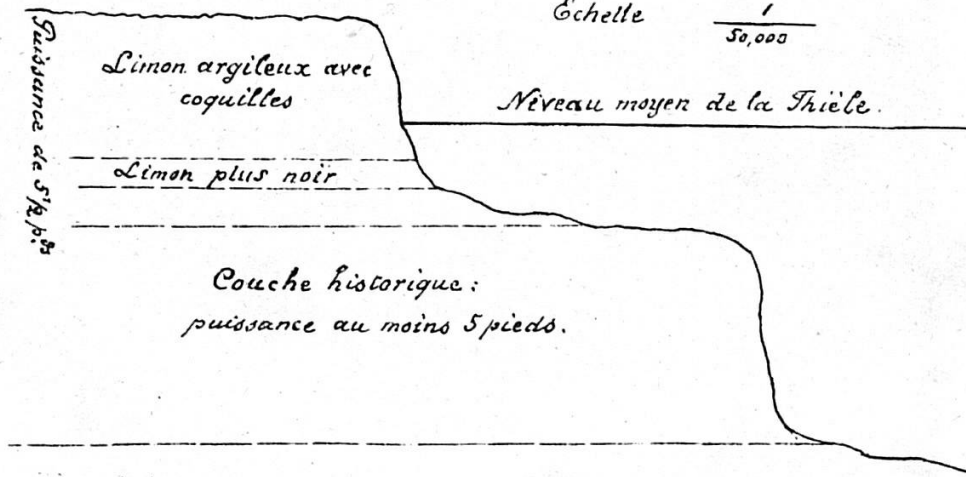 Échelle 1/50,000
Limon argileux avec
coquilles
Niveau moyen de la Thièle.
Limon plus noir
Puissance de 5½ p.ds
Couche historique:
puissance au moins 5 pieds.